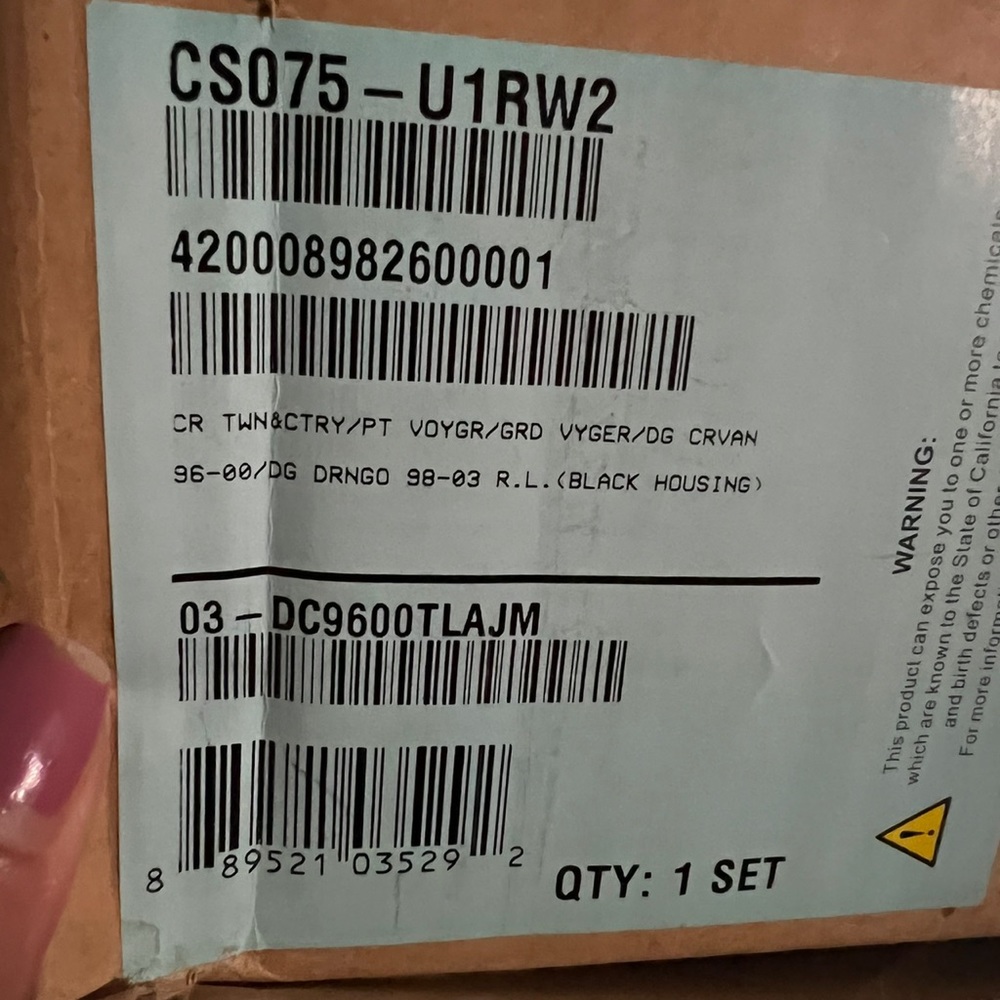 CS075-U1RW2
420008982600001
CR TWN&CTRY/PT VOYGR/GRD VYGER/DG CRVAN
96-00/DG DRNGO 98-03 R.L.(BLACK HOUSING)
03-DC9600TLAJM
8 89521 03529 2
QTY: 1 SET
WARNING:
This product can expose you to one or more chemicals
which are known to the State of California to
and birth defects or other
For more